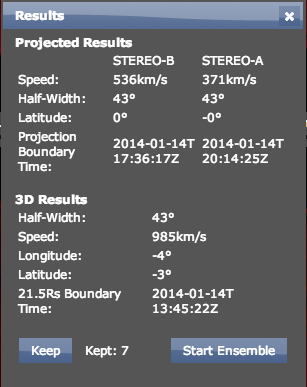 Results
Projected Results
STEREO-B STEREO-A
Speed: 536km/s 371km/s
Half-Width: 43° 43°
Latitude: 0° -0°
Projection
Boundary 2014-01-14T 2014-01-14T
Time: 17:36:17Z 20:14:25Z
3D Results
Half-Width: 43°
Speed: 985km/s
Longitude: -4°
Latitude: -3°
21.5Rs Boundary 2014-01-14T
Time: 13:45:22Z
Keep Kept: 7 Start Ensemble